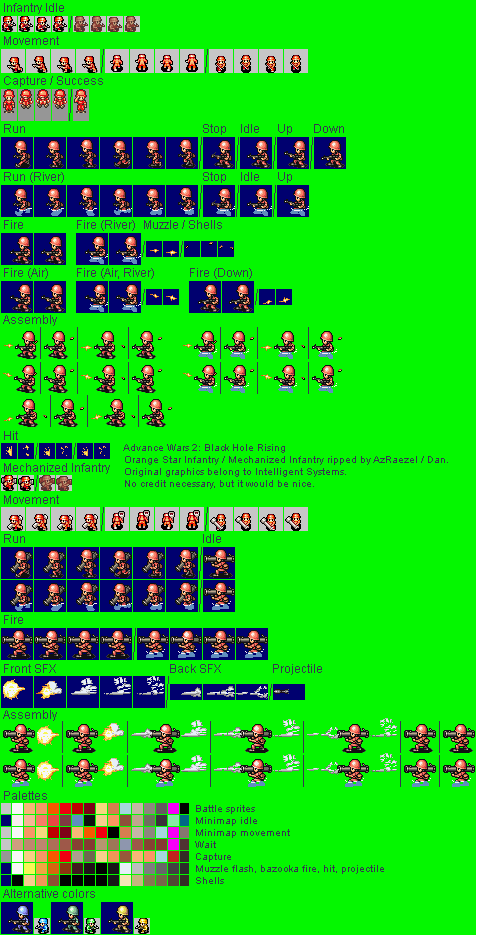 Infantry Idle
Movement
Capture / Success
Run Stop Idle Up Down
Run (River) Stop Idle Up
Fire Fire (River) Muzzle / Shells
Fire (Air) Fire (Air, River) Fire (Down)
Assembly
Hit
Advance Wars 2: Black Hole Rising
Orange Star Infantry / Mechanized Infantry ripped by AzRaezel / Dan.
Original graphics belong to Intelligent Systems.
No credit necessary, but it would be nice.
Mechanized Infantry
Movement
Run Idle
Fire
Front SFX Back SFX Projectile
Assembly
Palettes
Battle sprites
Minimap idle
Minimap movement
Wait
Capture
Muzzle flash, bazooka fire, hit, projectile
Shells
Alternative colors